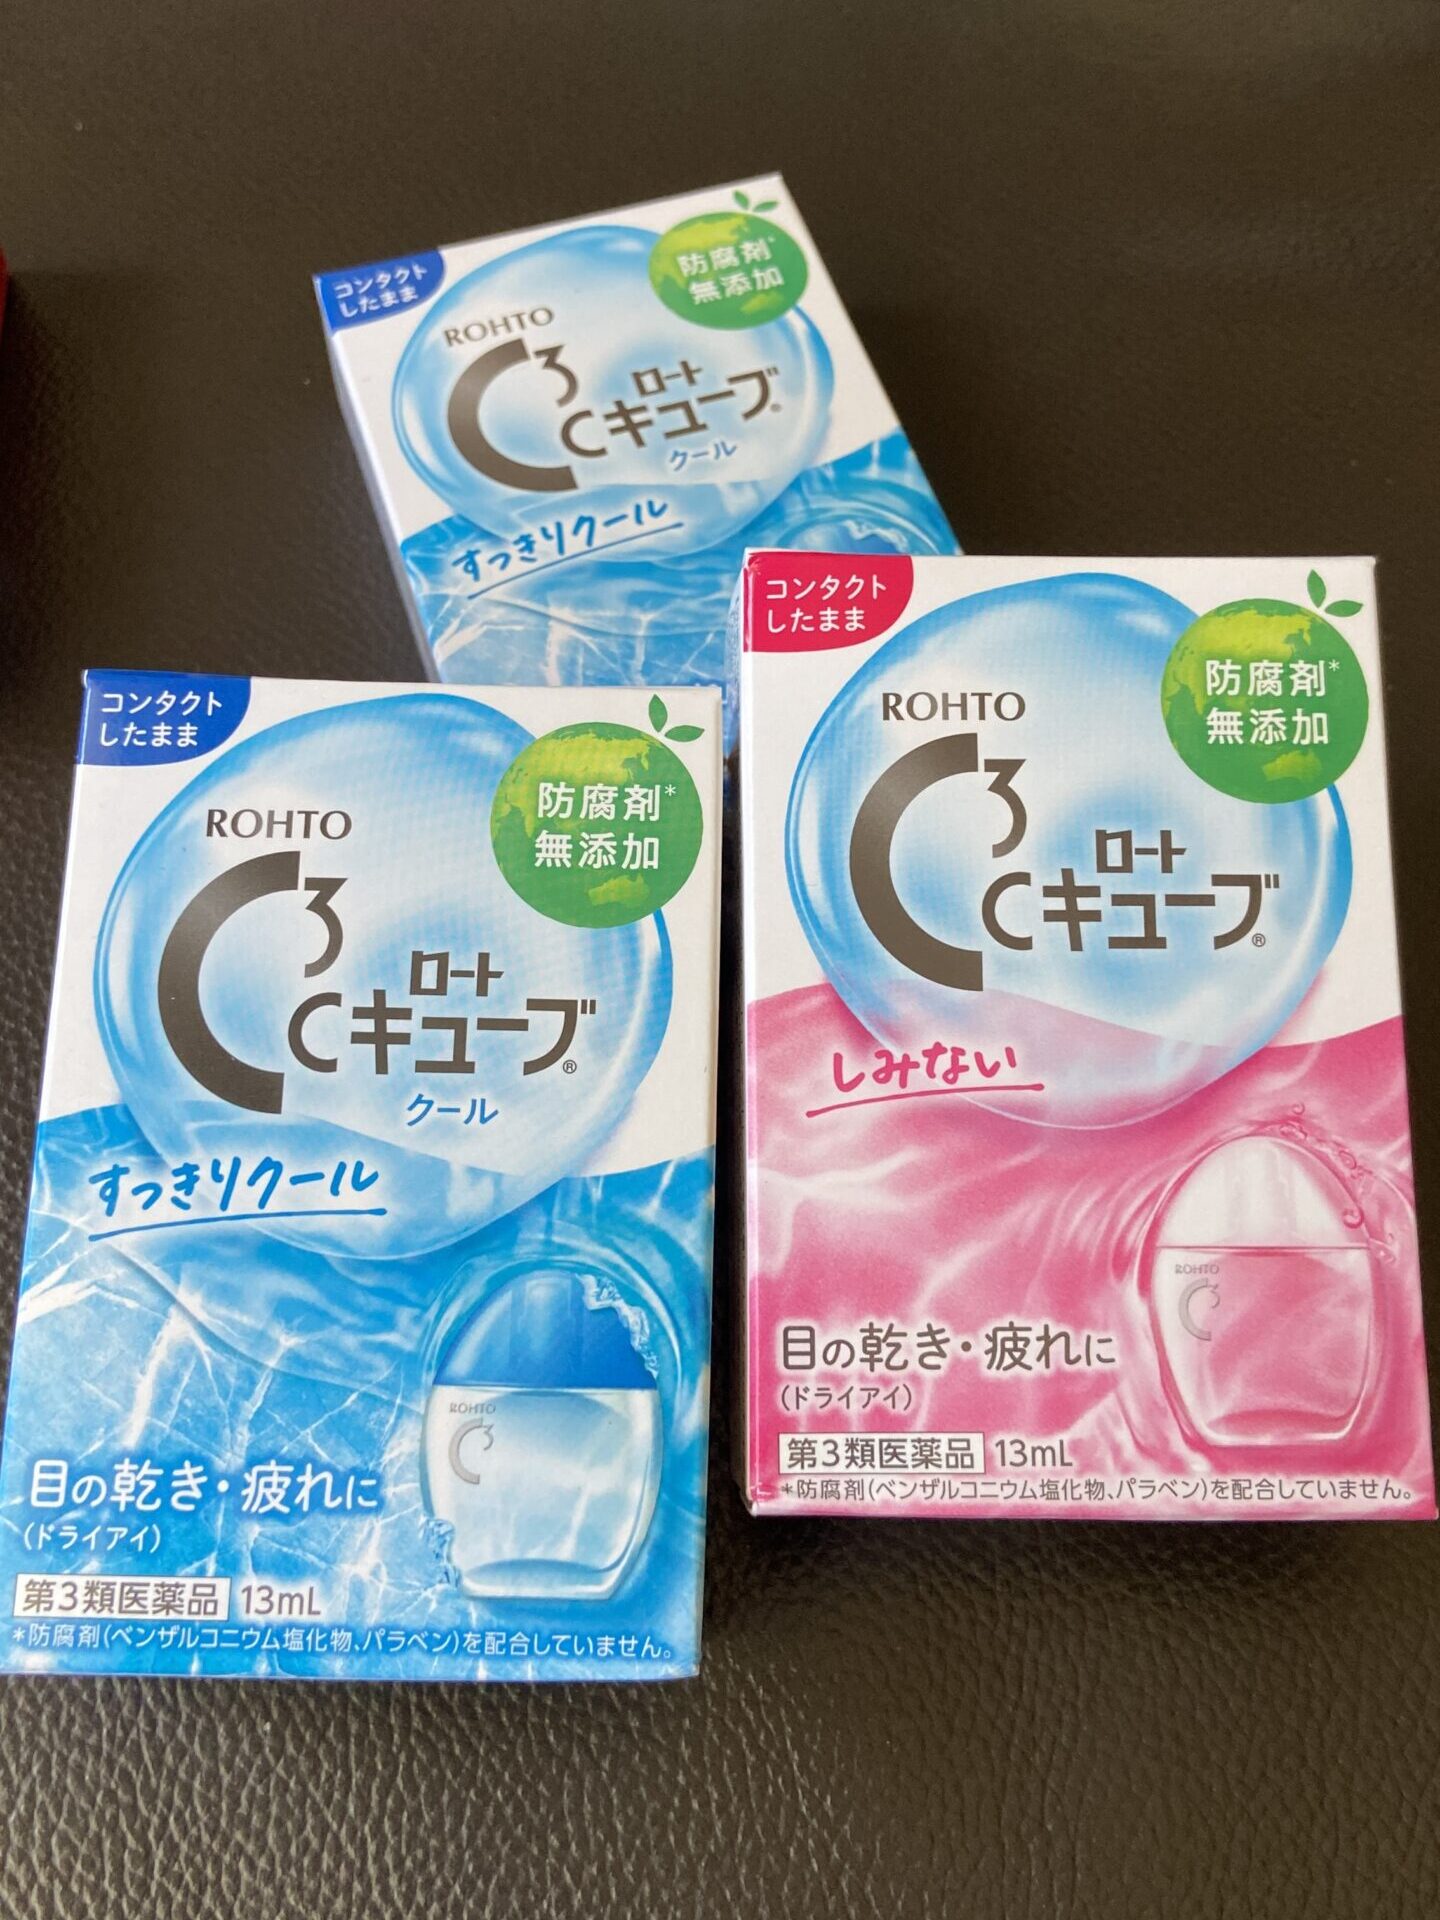 コンタクト
したまま
防腐剤*
無添加
ROHTO
C3
ロート
Cキューブ®
クール
すっきりクール
コンタクト
したまま
防腐剤*
無添加
ROHTO
C3
ロート
Cキューブ®
しみない
ROHTO
C3
目の乾き・疲れに
(ドライアイ)
第3類医薬品 13mL
*防腐剤(ベンザルコニウム塩化物、パラベン)を配合していません。
コンタクト
したまま
防腐剤*
無添加
ROHTO
C3
ロート
Cキューブ®
クール
すっきりクール
ROHTO
C3
目の乾き・疲れに
(ドライアイ)
第3類医薬品 13mL
*防腐剤(ベンザルコニウム塩化物、パラベン)を配合していません。